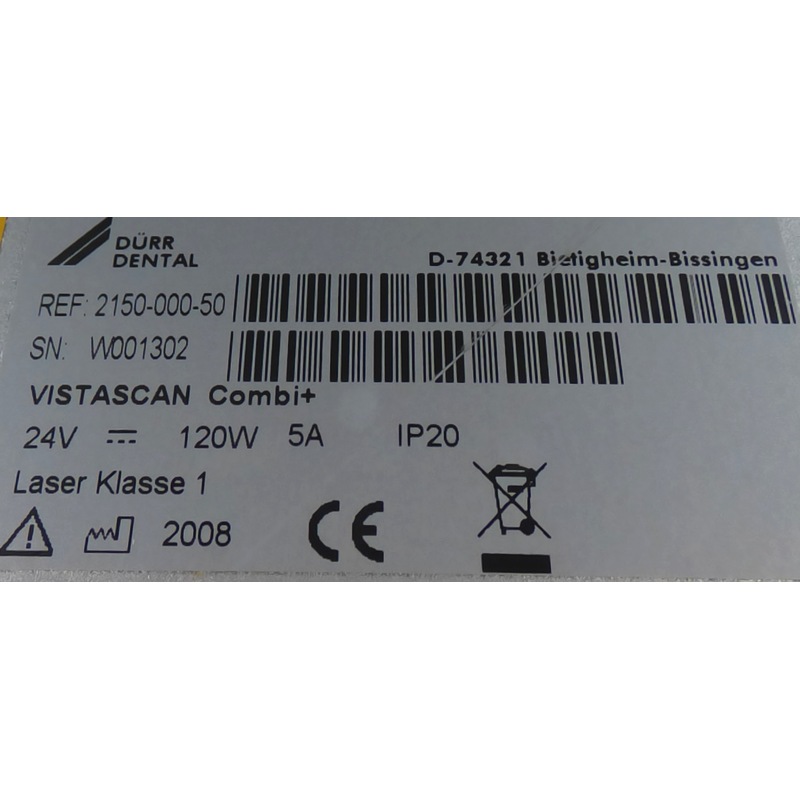 DÜRR
DENTAL
D-74321 Bietigheim-Bissingen
REF: 2150-000-50
SN: W001302
VISTASCAN Combi+
24V 120W 5A IP20
Laser Klasse 1
2008 CE